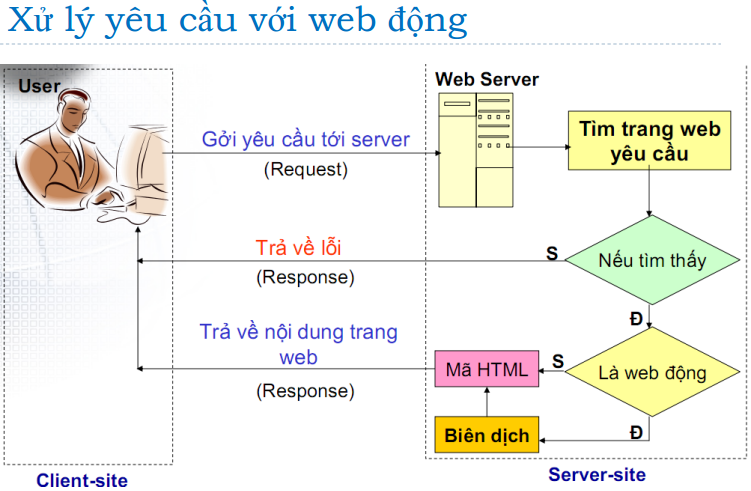 Xử lý yêu cầu với web động
User
Web Server
Gởi yêu cầu tới server
(Request)
Tìm trang web
yêu cầu
Trả về lỗi
(Response)
S
Nếu tìm thấy
Đ
Trả về nội dung trang
web
(Response)
Mã HTML
S
Là web động
Biên dịch
Đ
Client-site
Server-site